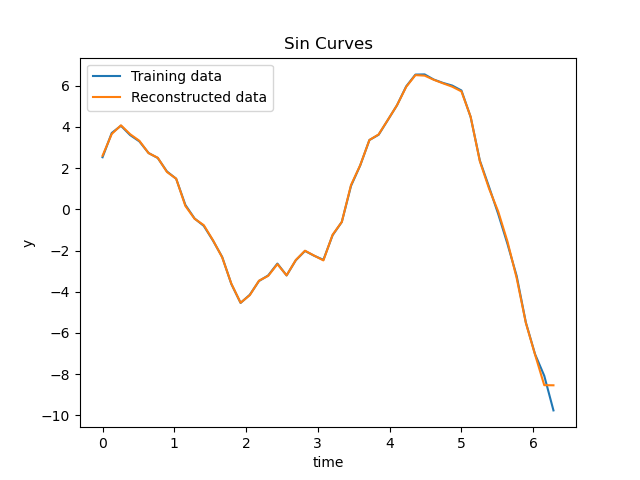 Sin Curves
Training data
Reconstructed data
y
6
4
2
0
−2
−4
−6
−8
−10
0 1 2 3 4 5 6
time